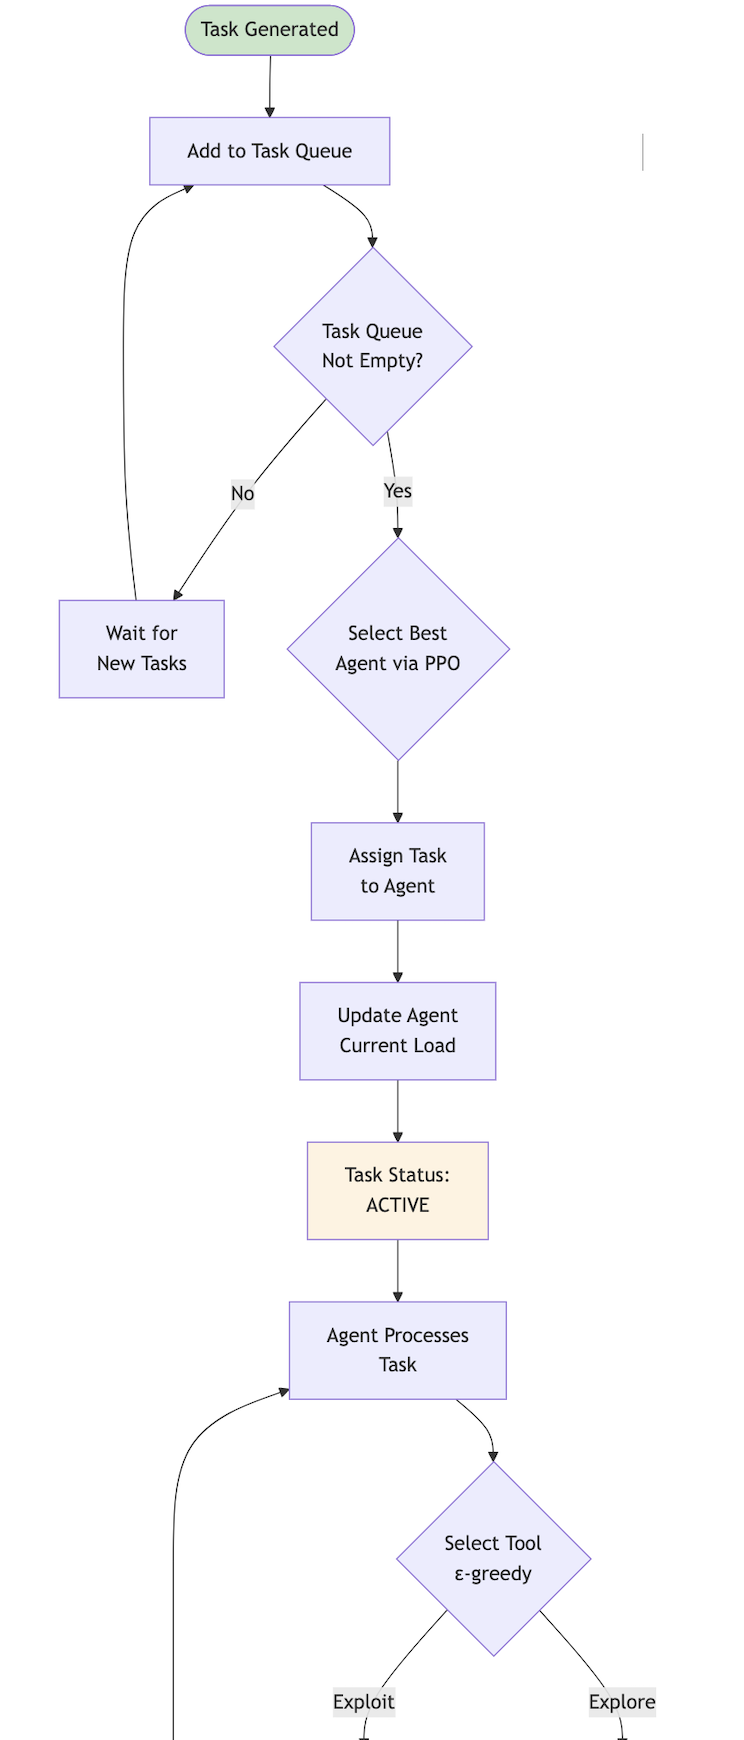 Task Generated
Add to Task Queue
Task Queue
Not Empty?
No
Yes
Wait for
New Tasks
Select Best
Agent via PPO
Assign Task
to Agent
Update Agent
Current Load
Task Status:
ACTIVE
Agent Processes
Task
Select Tool
ε-greedy
Exploit
Explore